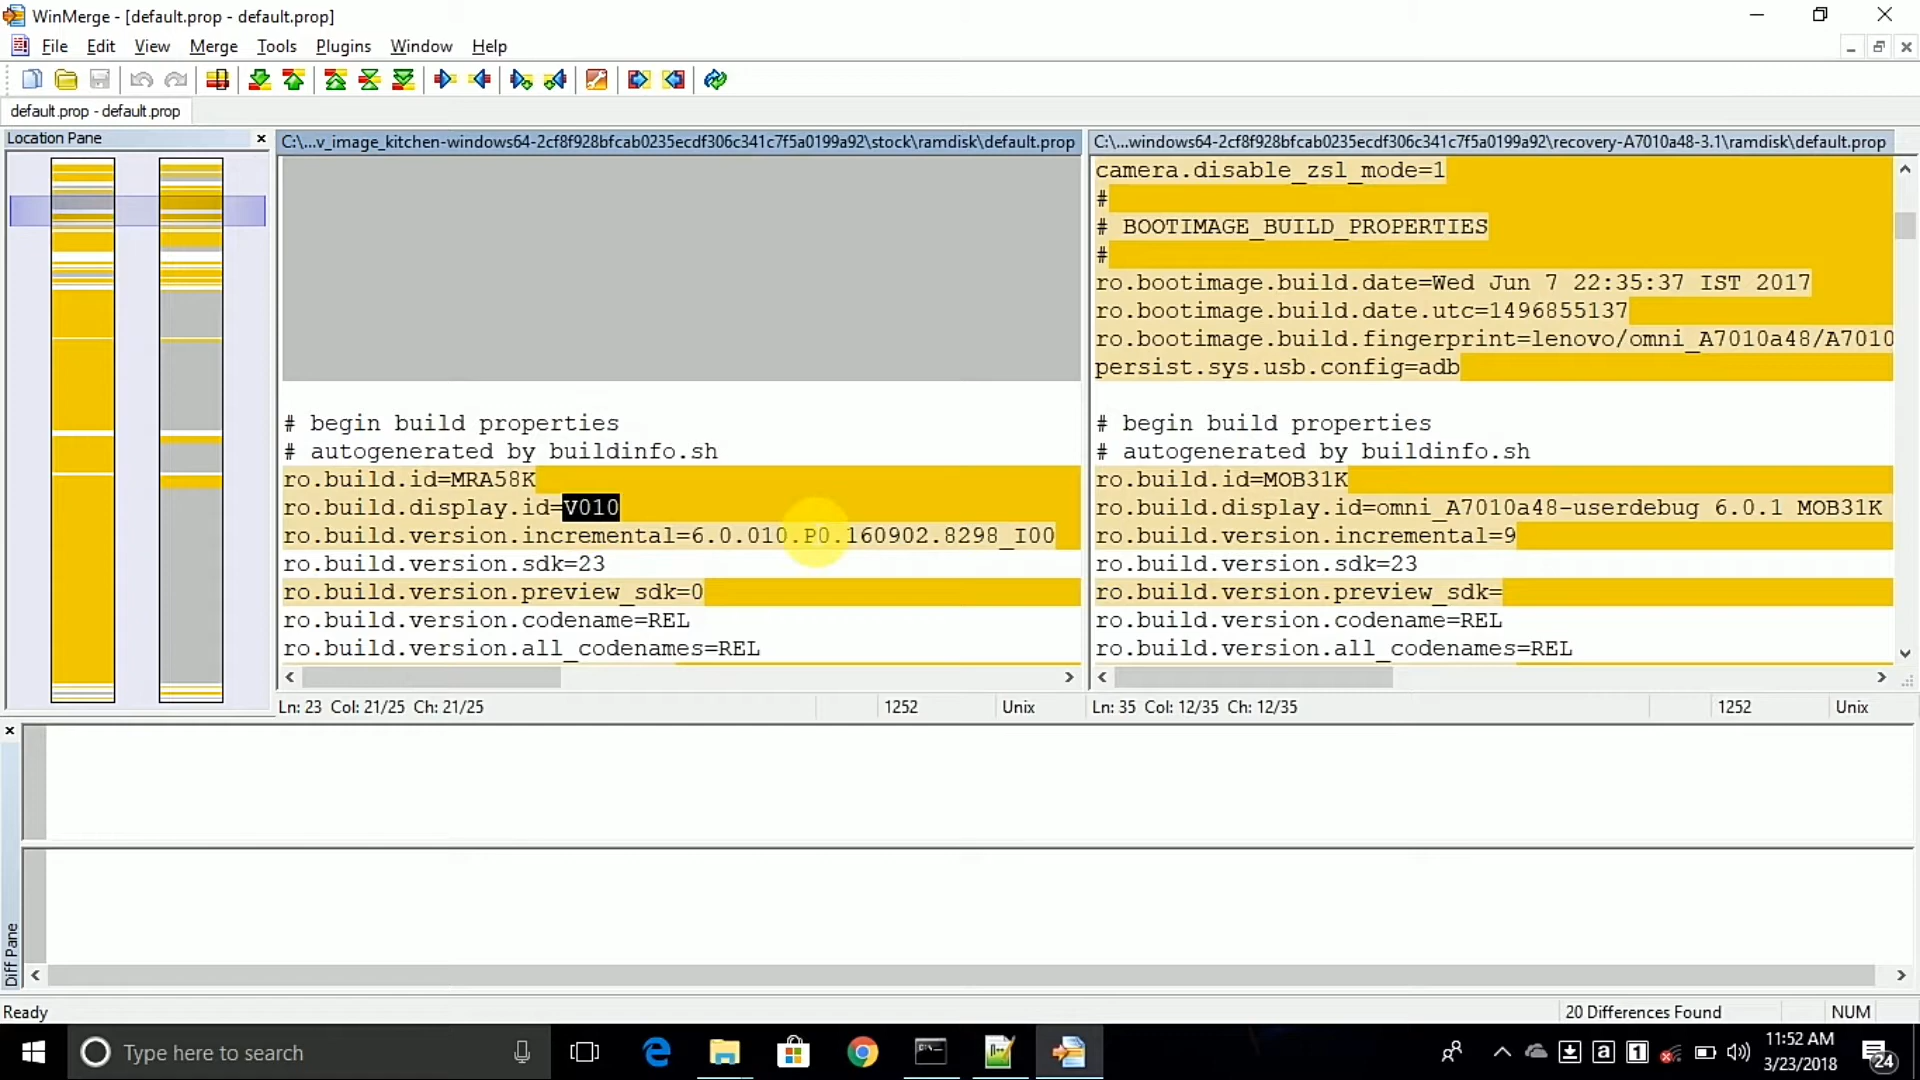 WinMerge - [default.prop - default.prop]
File Edit View Merge Tools Plugins Window Help
default.prop - default.prop
Location Pane
C:\...v_image_kitchen-windows64-2cf8f928bfcab0235ecdf306c341c7f5a0199a92\stock\ramdisk\default.prop
# begin build properties
# autogenerated by buildinfo.sh
ro.build.id=MRA58K
ro.build.display.id=V010
ro.build.version.incremental=6.0.010.P0.160902.8298_I00
ro.build.version.sdk=23
ro.build.version.preview_sdk=0
ro.build.version.codename=REL
ro.build.version.all_codenames=REL
Ln: 23 Col: 21/25 Ch: 21/25
1252
Unix
C:\...windows64-2cf8f928bfcab0235ecdf306c341c7f5a0199a92\recovery-A7010a48-3.1\ramdisk\default.prop
camera.disable_zsl_mode=1
#
# BOOTIMAGE_BUILD_PROPERTIES
#
ro.bootimage.build.date=Wed Jun 7 22:35:37 IST 2017
ro.bootimage.build.date.utc=1496855137
ro.bootimage.build.fingerprint=lenovo/omni_A7010a48/A7010
persist.sys.usb.config=adb
# begin build properties
# autogenerated by buildinfo.sh
ro.build.id=MOB31K
ro.build.display.id=omni_A7010a48-userdebug 6.0.1 MOB31K
ro.build.version.incremental=9
ro.build.version.sdk=23
ro.build.version.preview_sdk=
ro.build.version.codename=REL
ro.build.version.all_codenames=REL
Ln: 35 Col: 12/35 Ch: 12/35
1252
Unix
Diff Pane
Ready
20 Differences Found
NUM
Type here to search
11:52 AM
3/23/2018
24